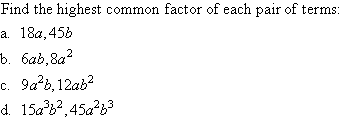 Find the highest common factor of each pair of terms:
a. 18a,45b
b. 6ab,8a²
c. 9a²b,12ab²
d. 15a³b²,45a²b³